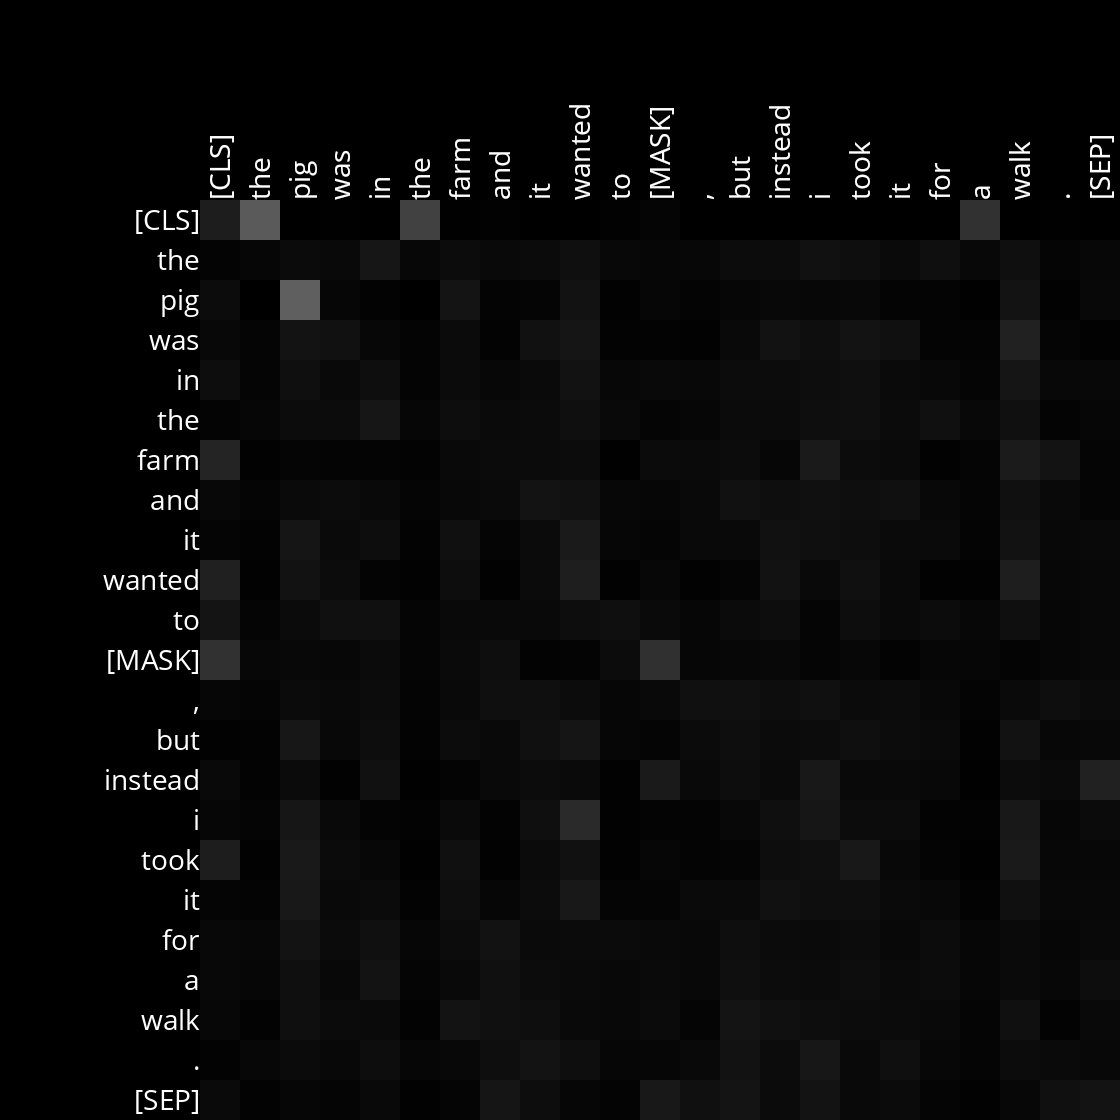 [CLS] the pig was in the farm and it wanted to [MASK] , but instead i took it for a walk . [SEP]
[CLS]
the
pig
was
in
the
farm
and
it
wanted
to
[MASK]
,
but
instead
i
took
it
for
a
walk
.
[SEP]